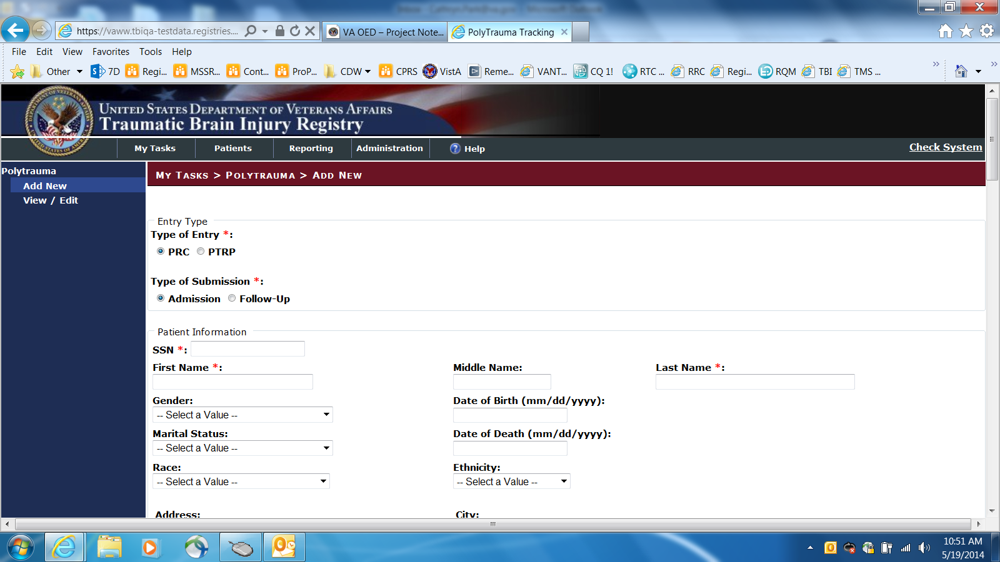 https://vaww.tbiqa-testdata.registries....
VA OED – Project Note...
PolyTrauma Tracking
File Edit View Favorites Tools Help
Other 7D Regi... MSSR... Cont... ProP... CDW CPRS VistA Reme... VANT... CQ 1! RTC ... RRC Regi... RQM TBI TMS ...
UNITED STATES DEPARTMENT OF VETERANS AFFAIRS
Traumatic Brain Injury Registry
My Tasks Patients Reporting Administration Help Check System
Polytrauma
Add New
View / Edit
MY TASKS > POLYTRAUMA > ADD NEW
Entry Type
Type of Entry *:
PRC PTRP
Type of Submission *:
Admission Follow-Up
Patient Information
SSN *:
First Name *: Middle Name: Last Name *:
Gender: Date of Birth (mm/dd/yyyy):
-- Select a Value --
Marital Status: Date of Death (mm/dd/yyyy):
-- Select a Value --
Race: Ethnicity:
-- Select a Value -- -- Select a Value --
Address: City:
10:51 AM
5/19/2014